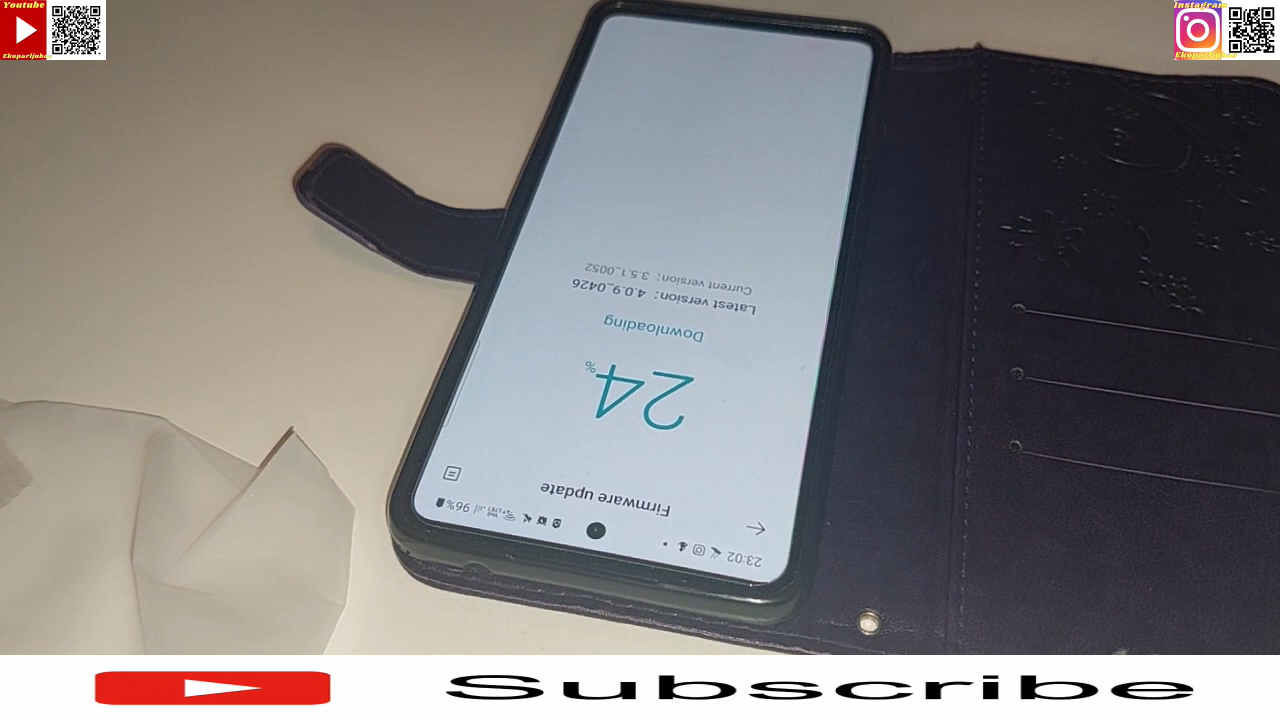 Youtube
Ekoparijuba
Instagram
23:02
96%
Firmware update
24%
Downloading
Latest version: 4.0.9_0426
Current version: 3.5.1_0052
Subscribe